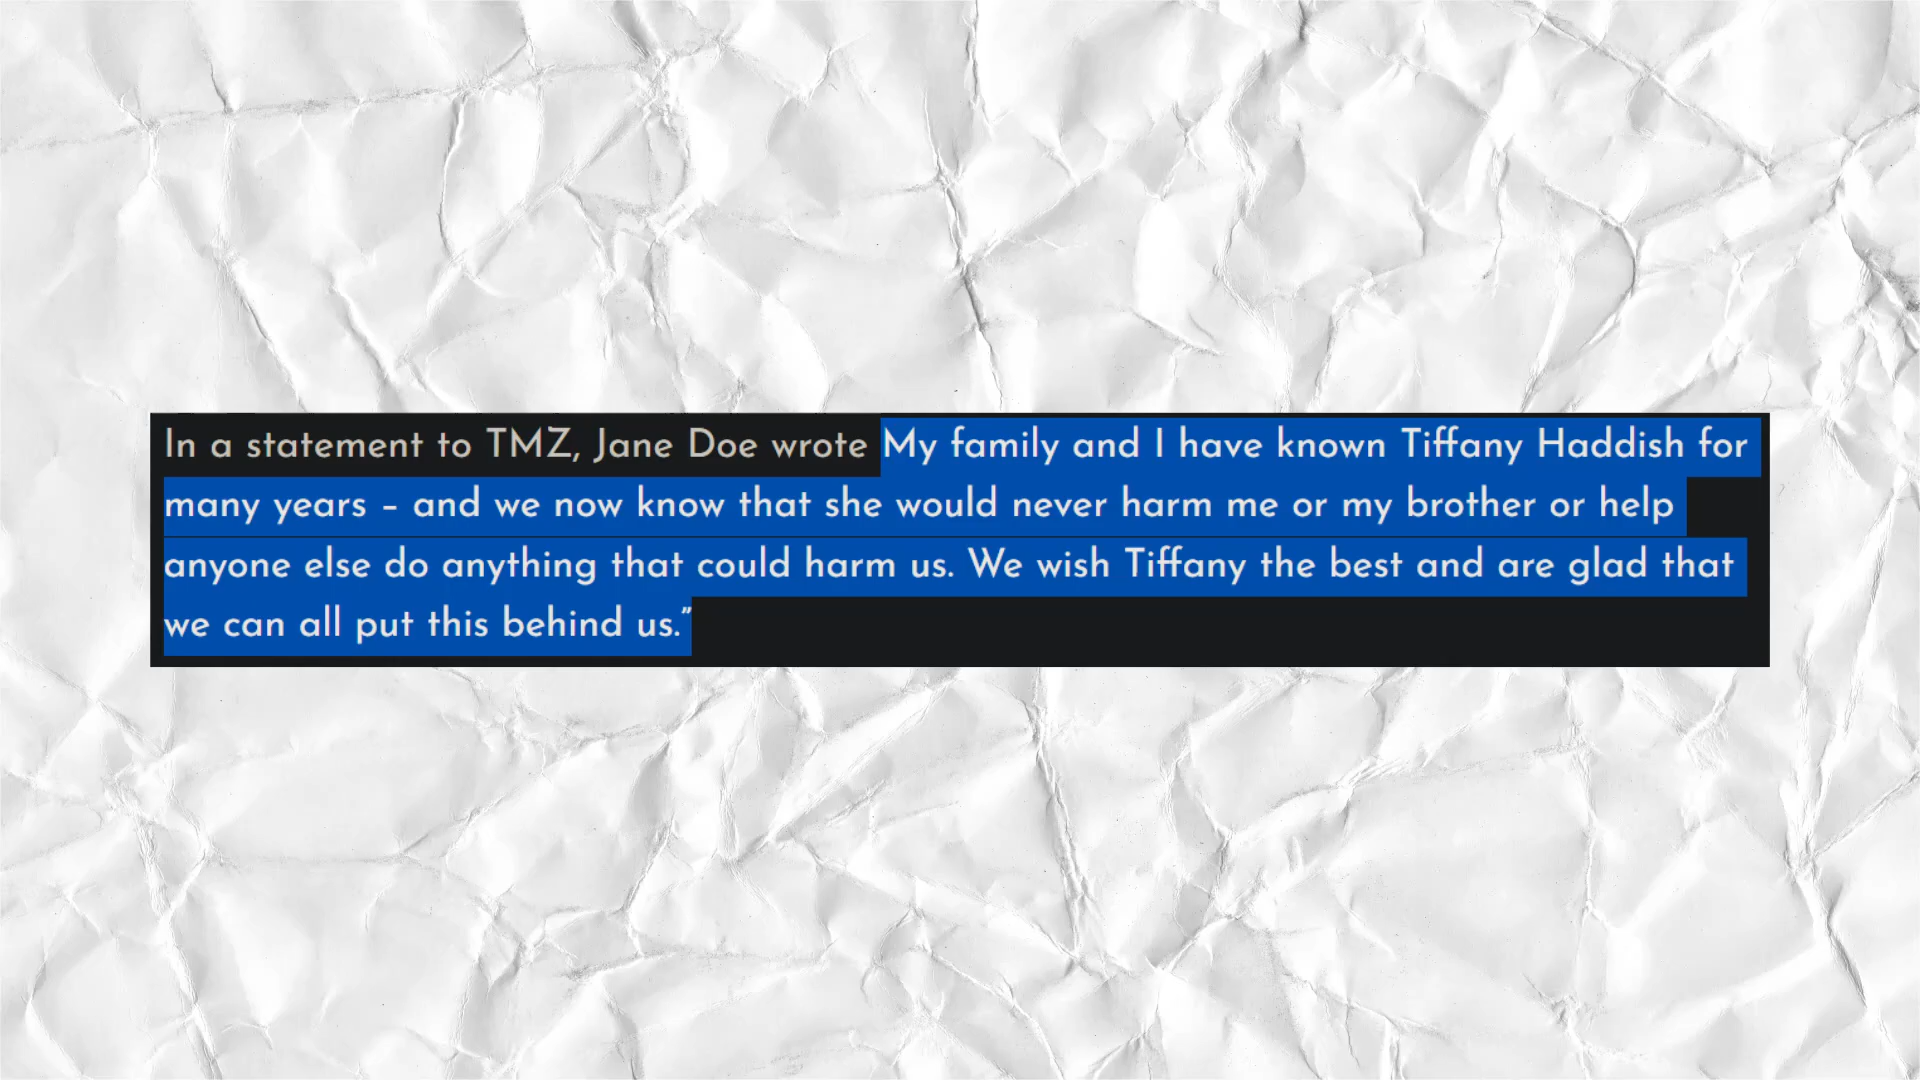 In a statement to TMZ, Jane Doe wrote My family and I have known Tiffany Haddish for
many years – and we now know that she would never harm me or my brother or help
anyone else do anything that could harm us. We wish Tiffany the best and are glad that
we can all put this behind us.”